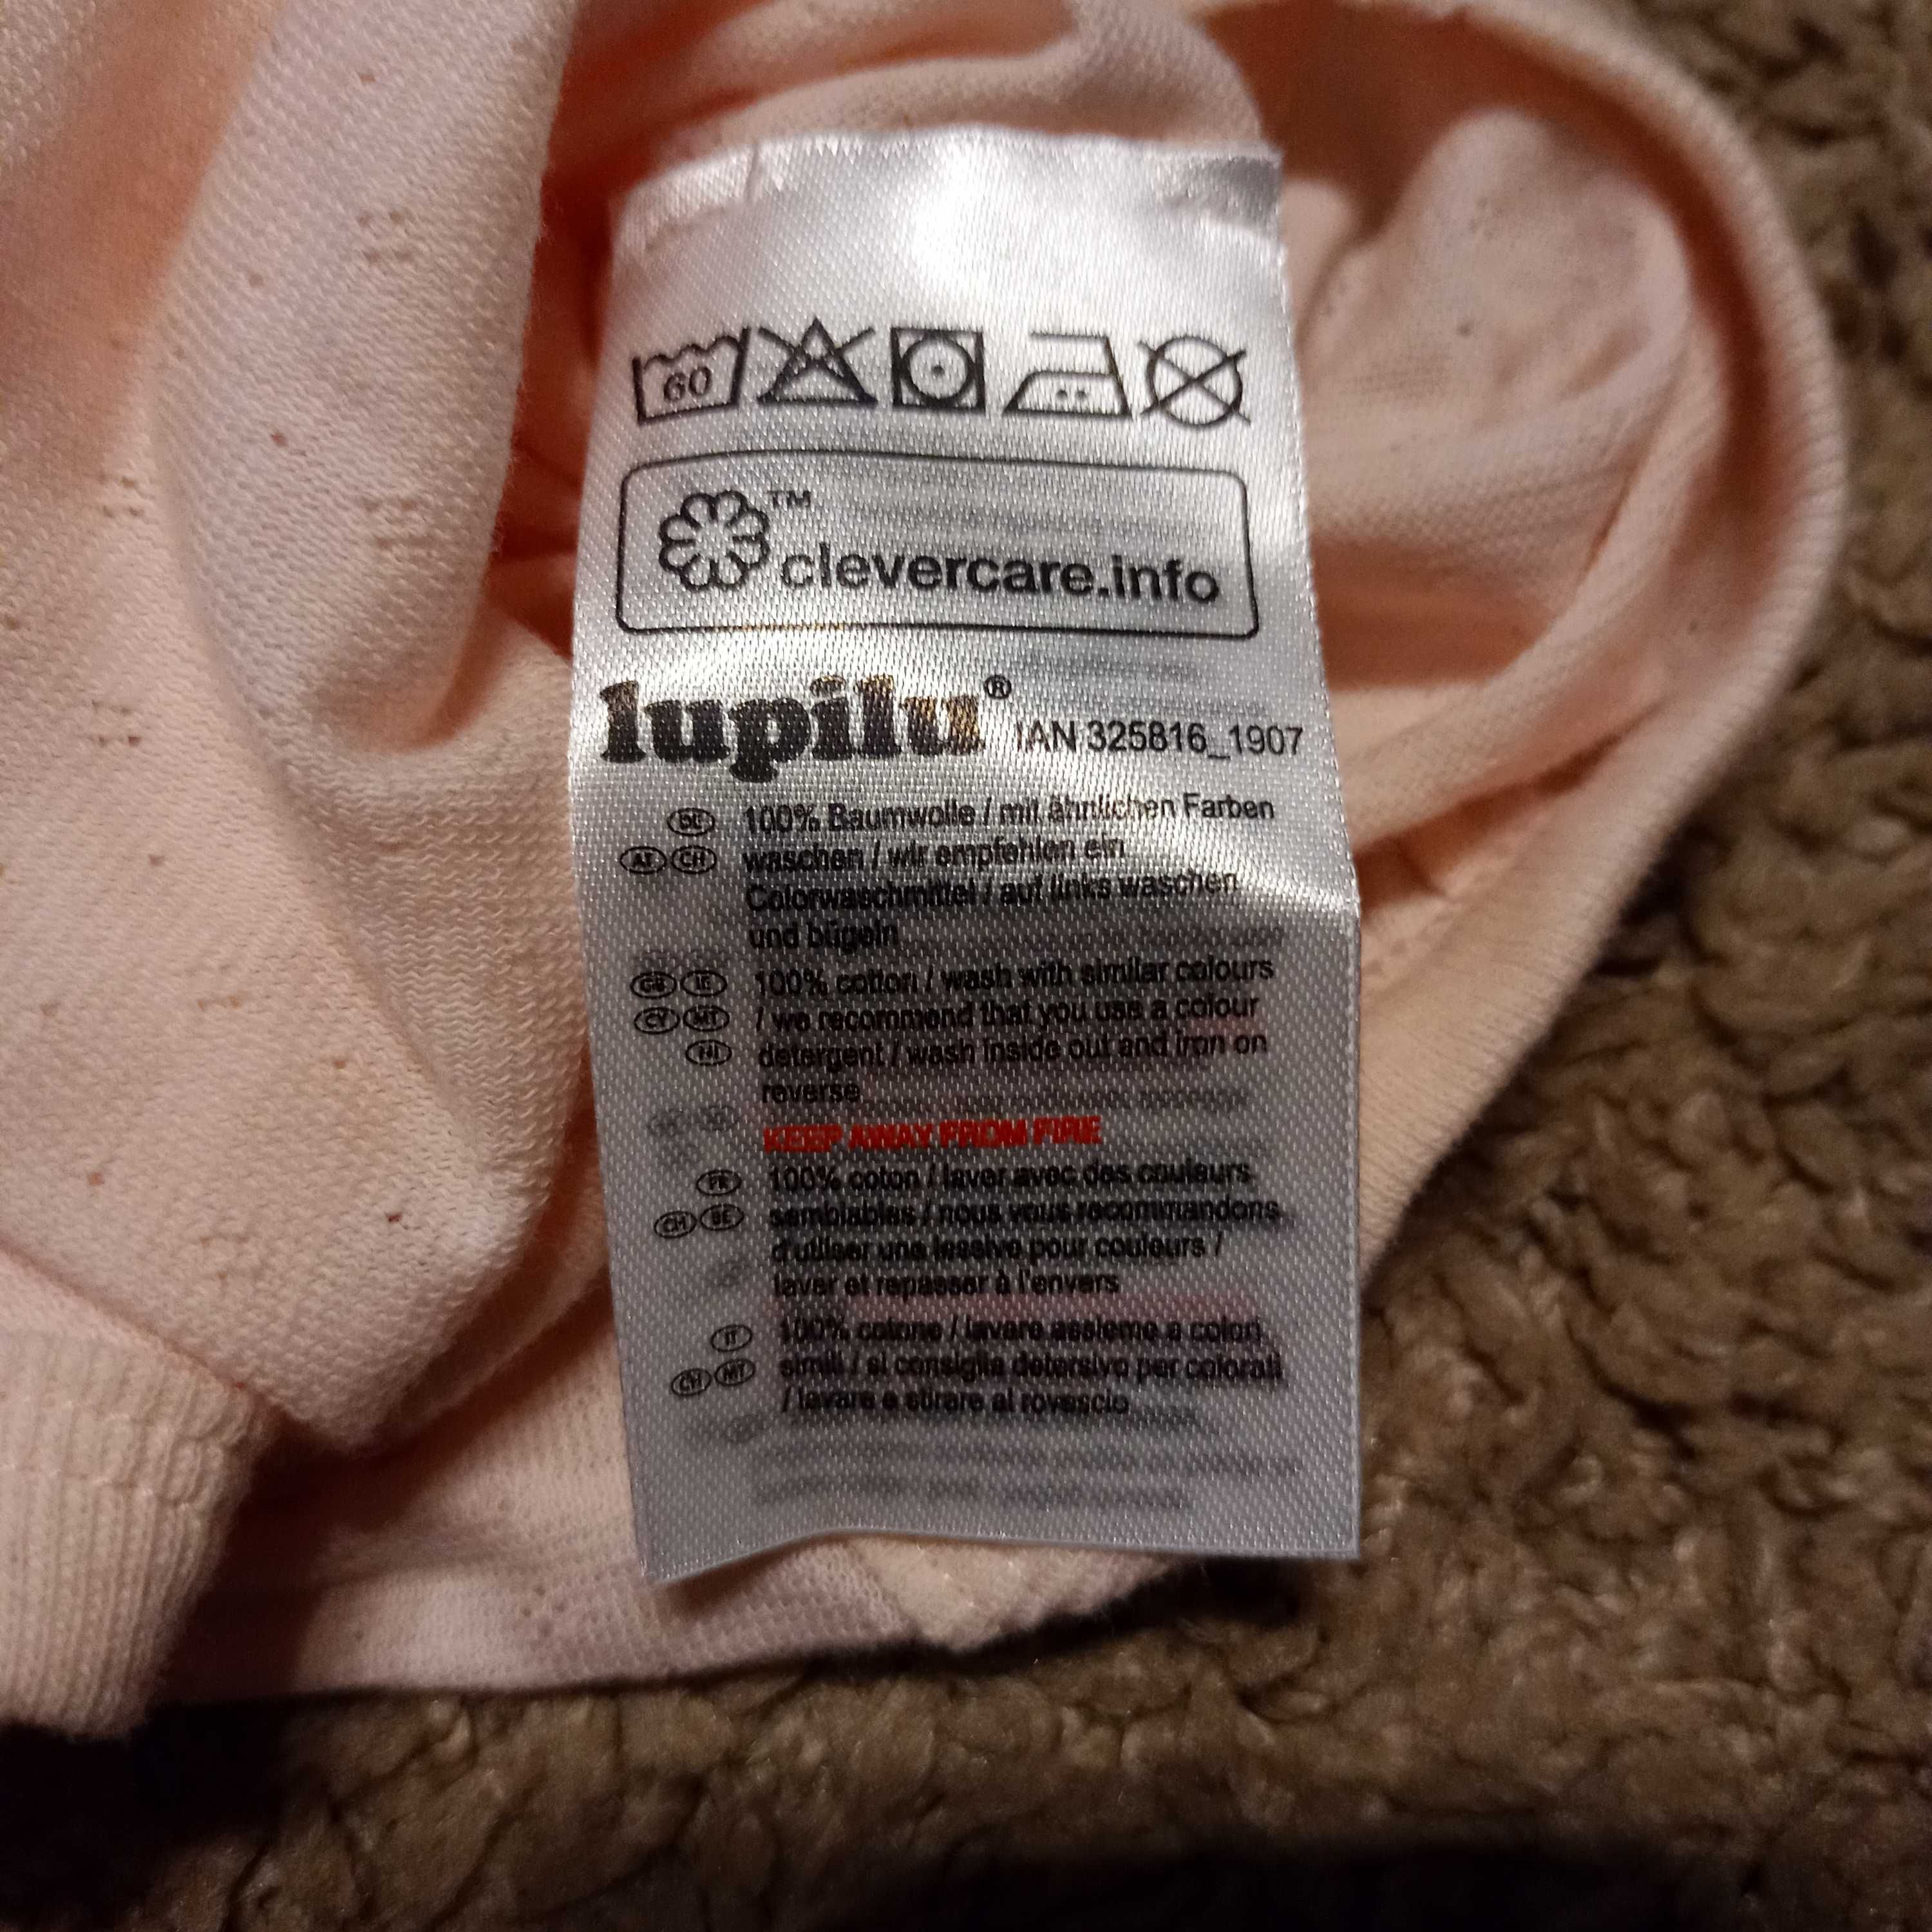 60
™
clevercare.info
lupilu® IAN 325816_1907
DE 100% Baumwolle / mit ähnlichen Farben
AT CH waschen / wir empfehlen ein
Colorwaschmittel / auf links waschen
und bügeln
GB IE 100% cotton / wash with similar colours
CY MT / we recommend that you use a colour
NI detergent / wash inside out and iron on
reverse
KEEP AWAY FROM FIRE
FR 100% coton / laver avec des couleurs
CH BE semblables / nous vous recommandons
d'utiliser une lessive pour couleurs /
laver et repasser à l'envers
IT 100% cotone / lavare assieme a colori
CH MT simili / si consiglia detersivo per colorati
/ lavare e stirare al rovescio